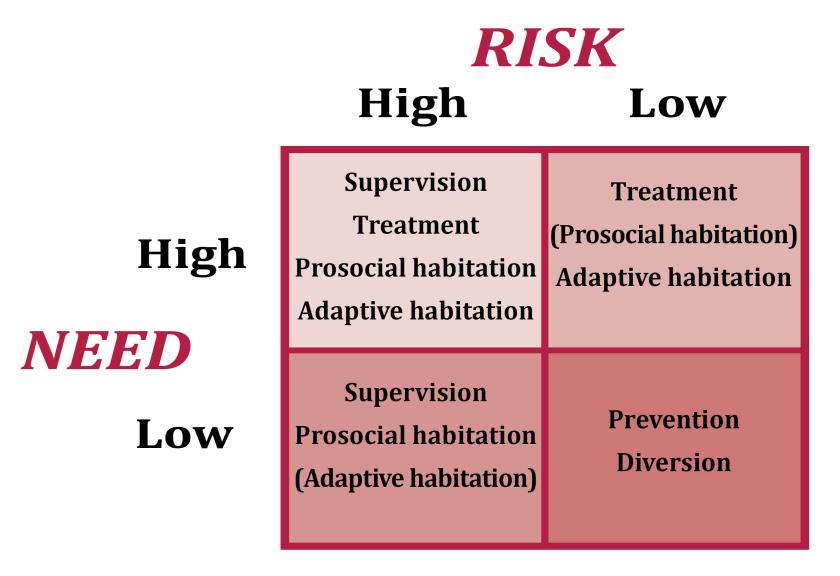 RISK
High Low
High
Supervision
Treatment
Prosocial habitation
Adaptive habitation
Treatment
(Prosocial habitation)
Adaptive habitation
NEED
Low
Supervision
Prosocial habitation
(Adaptive habitation)
Prevention
Diversion